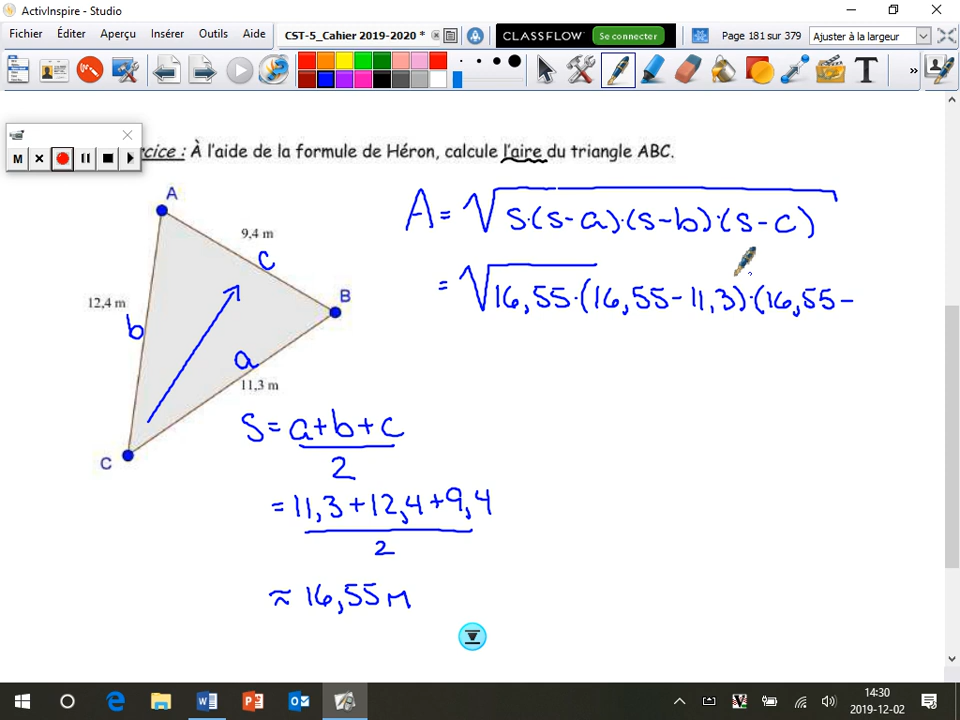 ActivInspire - Studio
Fichier Éditer Aperçu Insérer Outils Aide CST-5_Cahier 2019-2020 * CLASSFLOW Se connecter Page 181 sur 379 Ajuster à la largeur
T »
M
rcice : À l'aide de la formule de Héron, calcule l'aire du triangle ABC.
A
9,4 m
c
B
12,4 m
b
a
11,3 m
C
A = √s·(s-a)·(s-b)·(s-c)
= √16,55·(16,55-11,3)·(16,55-
s = a+b+c
2
= 11,3+12,4+9,4
2
≈ 16,55 m
14:30
2019-12-02